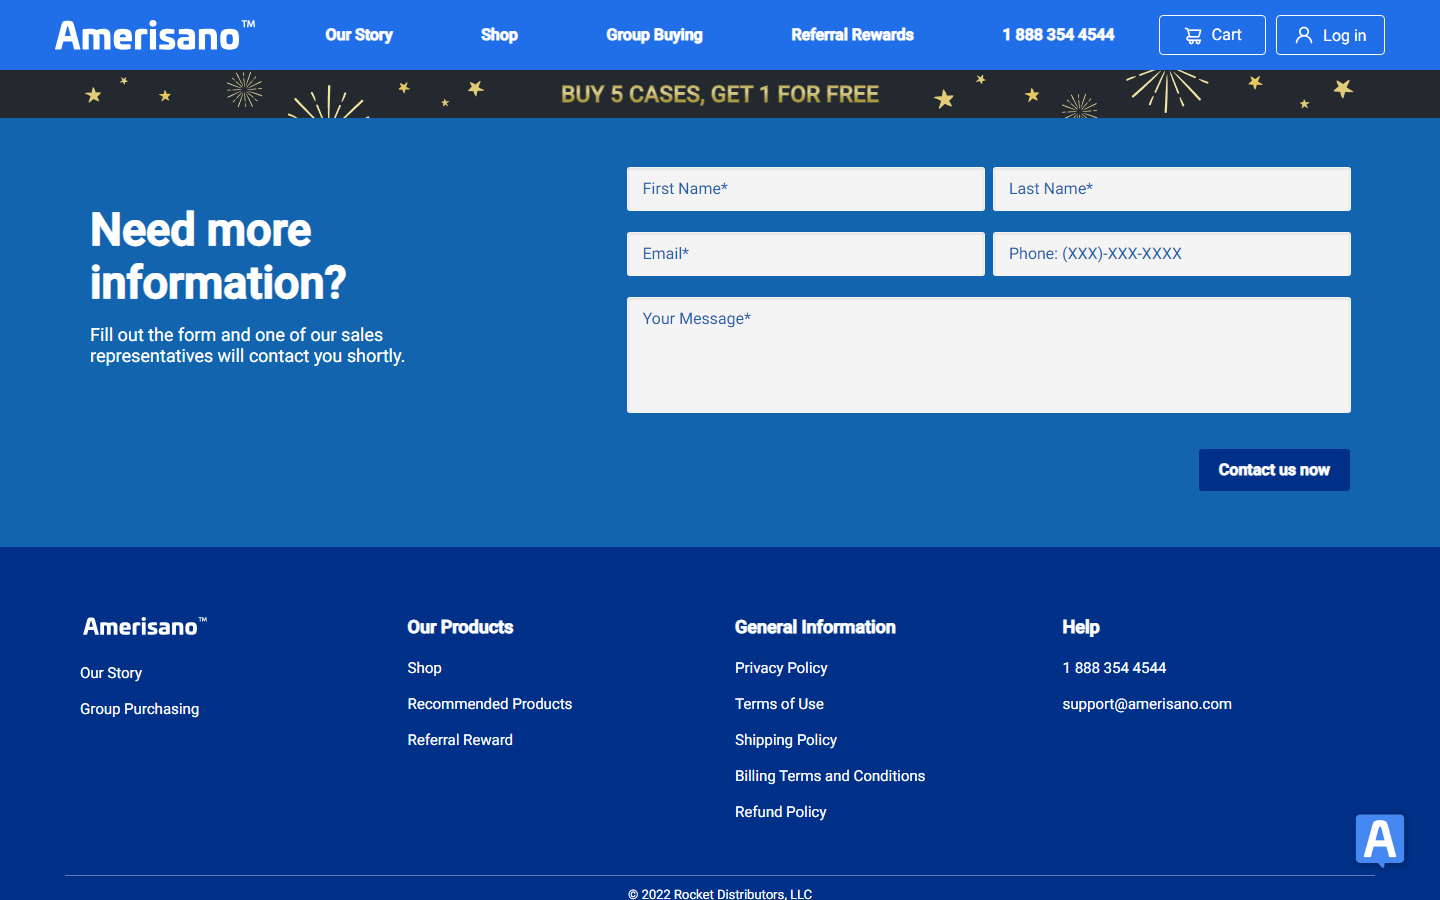 Amerisano™
Our Story
Shop
Group Buying
Referral Rewards
1 888 354 4544
Cart
Log in
BUY 5 CASES, GET 1 FOR FREE
Need more
information?
Fill out the form and one of our sales
representatives will contact you shortly.
First Name*
Last Name*
Email*
Phone: (XXX)-XXX-XXXX
Your Message*
Contact us now
Amerisano™
Our Story
Group Purchasing
Our Products
Shop
Recommended Products
Referral Reward
General Information
Privacy Policy
Terms of Use
Shipping Policy
Billing Terms and Conditions
Refund Policy
Help
1 888 354 4544
support@amerisano.com
A
© 2022 Rocket Distributors, LLC